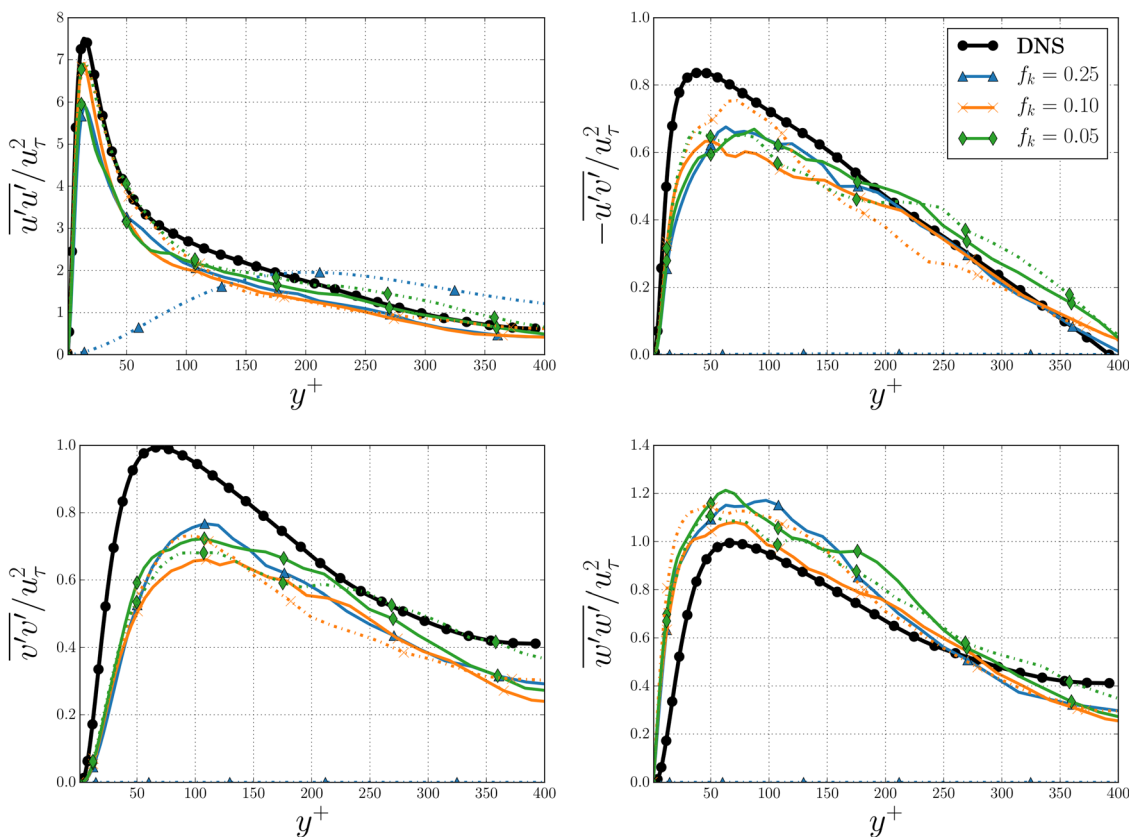 8
7
6
5
4
3
2
1
0
50 100 150 200 250 300 350 400
y⁺
$\overline{u'u'}/u_\tau^2$
1.0
0.8
0.6
0.4
0.2
0.0
50 100 150 200 250 300 350 400
y⁺
$-\overline{u'v'}/u_\tau^2$
DNS
$f_k = 0.25$
$f_k = 0.10$
$f_k = 0.05$
1.0
0.8
0.6
0.4
0.2
0.0
50 100 150 200 250 300 350 400
y⁺
$\overline{v'v'}/u_\tau^2$
1.4
1.2
1.0
0.8
0.6
0.4
0.2
0.0
50 100 150 200 250 300 350 400
y⁺
$\overline{w'w'}/u_\tau^2$